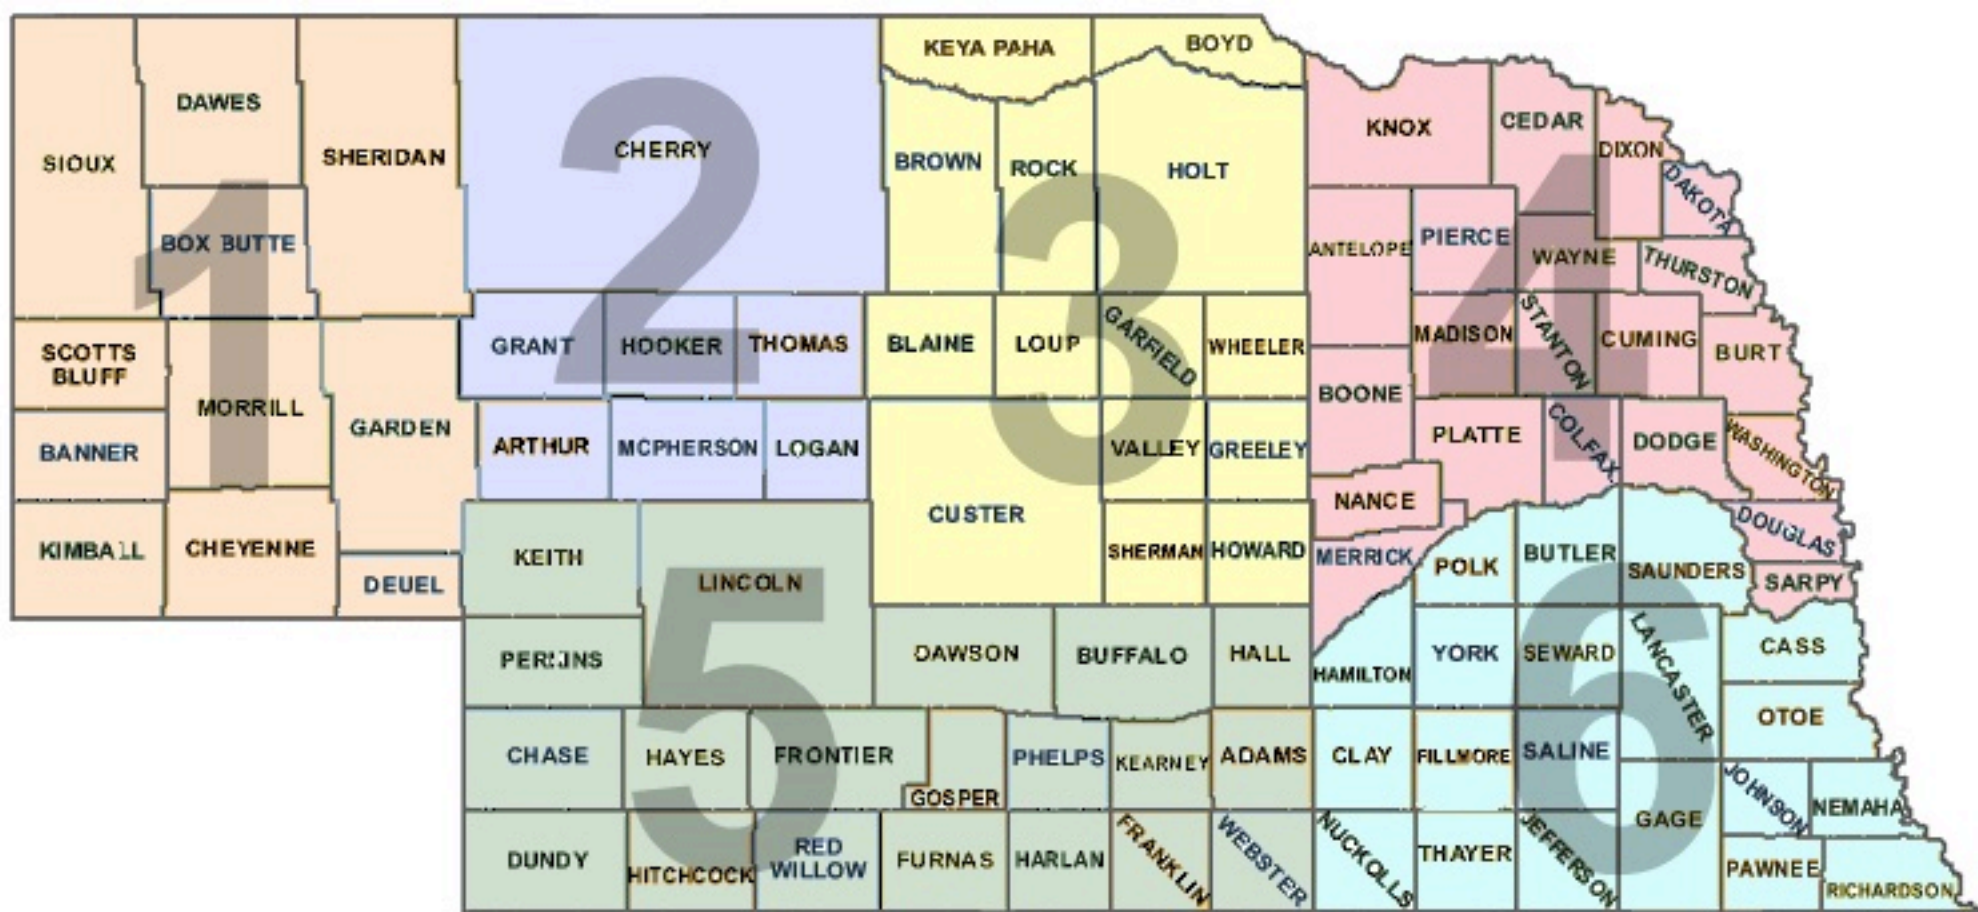 KEYA PAHA
BOYD
DAWES
SIOUX
SHERIDAN
CHERRY
BROWN
ROCK
HOLT
KNOX
CEDAR
DIXON
DAKOTA
BOX BUTTE
ANTELOPE
PIERCE
WAYNE
THURSTON
1
2
3
4
SCOTTS
BLUFF
MORRILL
GARDEN
GRANT
HOOKER
THOMAS
BLAINE
LOUP
GARFIELD
WHEELER
MADISON
STANTON
CUMING
BURT
BANNER
ARTHUR
MCPHERSON
LOGAN
CUSTER
VALLEY
GREELEY
BOONE
PLATTE
COLFAX
DODGE
WASHINGTON
KIMBALL
CHEYENNE
DEUEL
KEITH
LINCOLN
SHERMAN
HOWARD
NANCE
MERRICK
POLK
BUTLER
SAUNDERS
DOUGLAS
SARPY
PERKINS
DAWSON
BUFFALO
HALL
HAMILTON
YORK
SEWARD
LANCASTER
CASS
OTOE
5
6
CHASE
HAYES
FRONTIER
GOSPER
PHELPS
KEARNEY
ADAMS
CLAY
FILLMORE
SALINE
GAGE
JOHNSON
NEMAHA
DUNDY
HITCHCOCK
RED
WILLOW
FURNAS
HARLAN
FRANKLIN
WEBSTER
NUCKOLLS
THAYER
JEFFERSON
PAWNEE
RICHARDSON